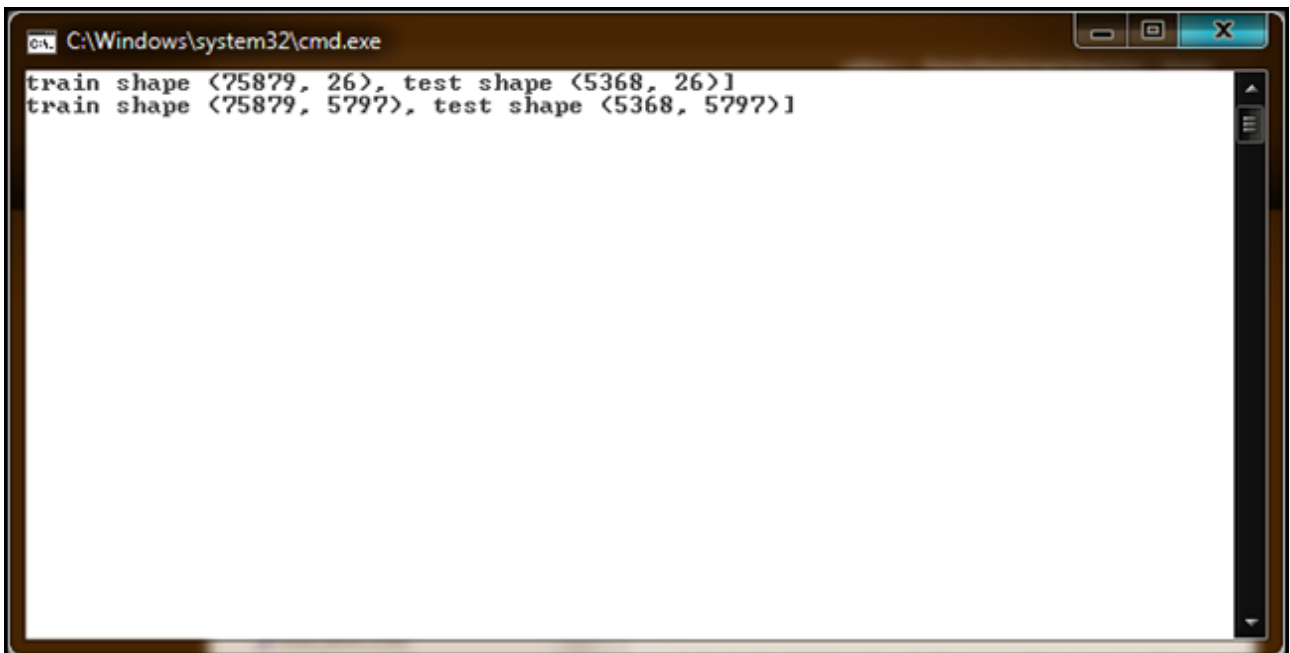 C:\Windows\system32\cmd.exe
train shape (75879, 26), test shape (5368, 26)]
train shape (75879, 5797), test shape (5368, 5797)]